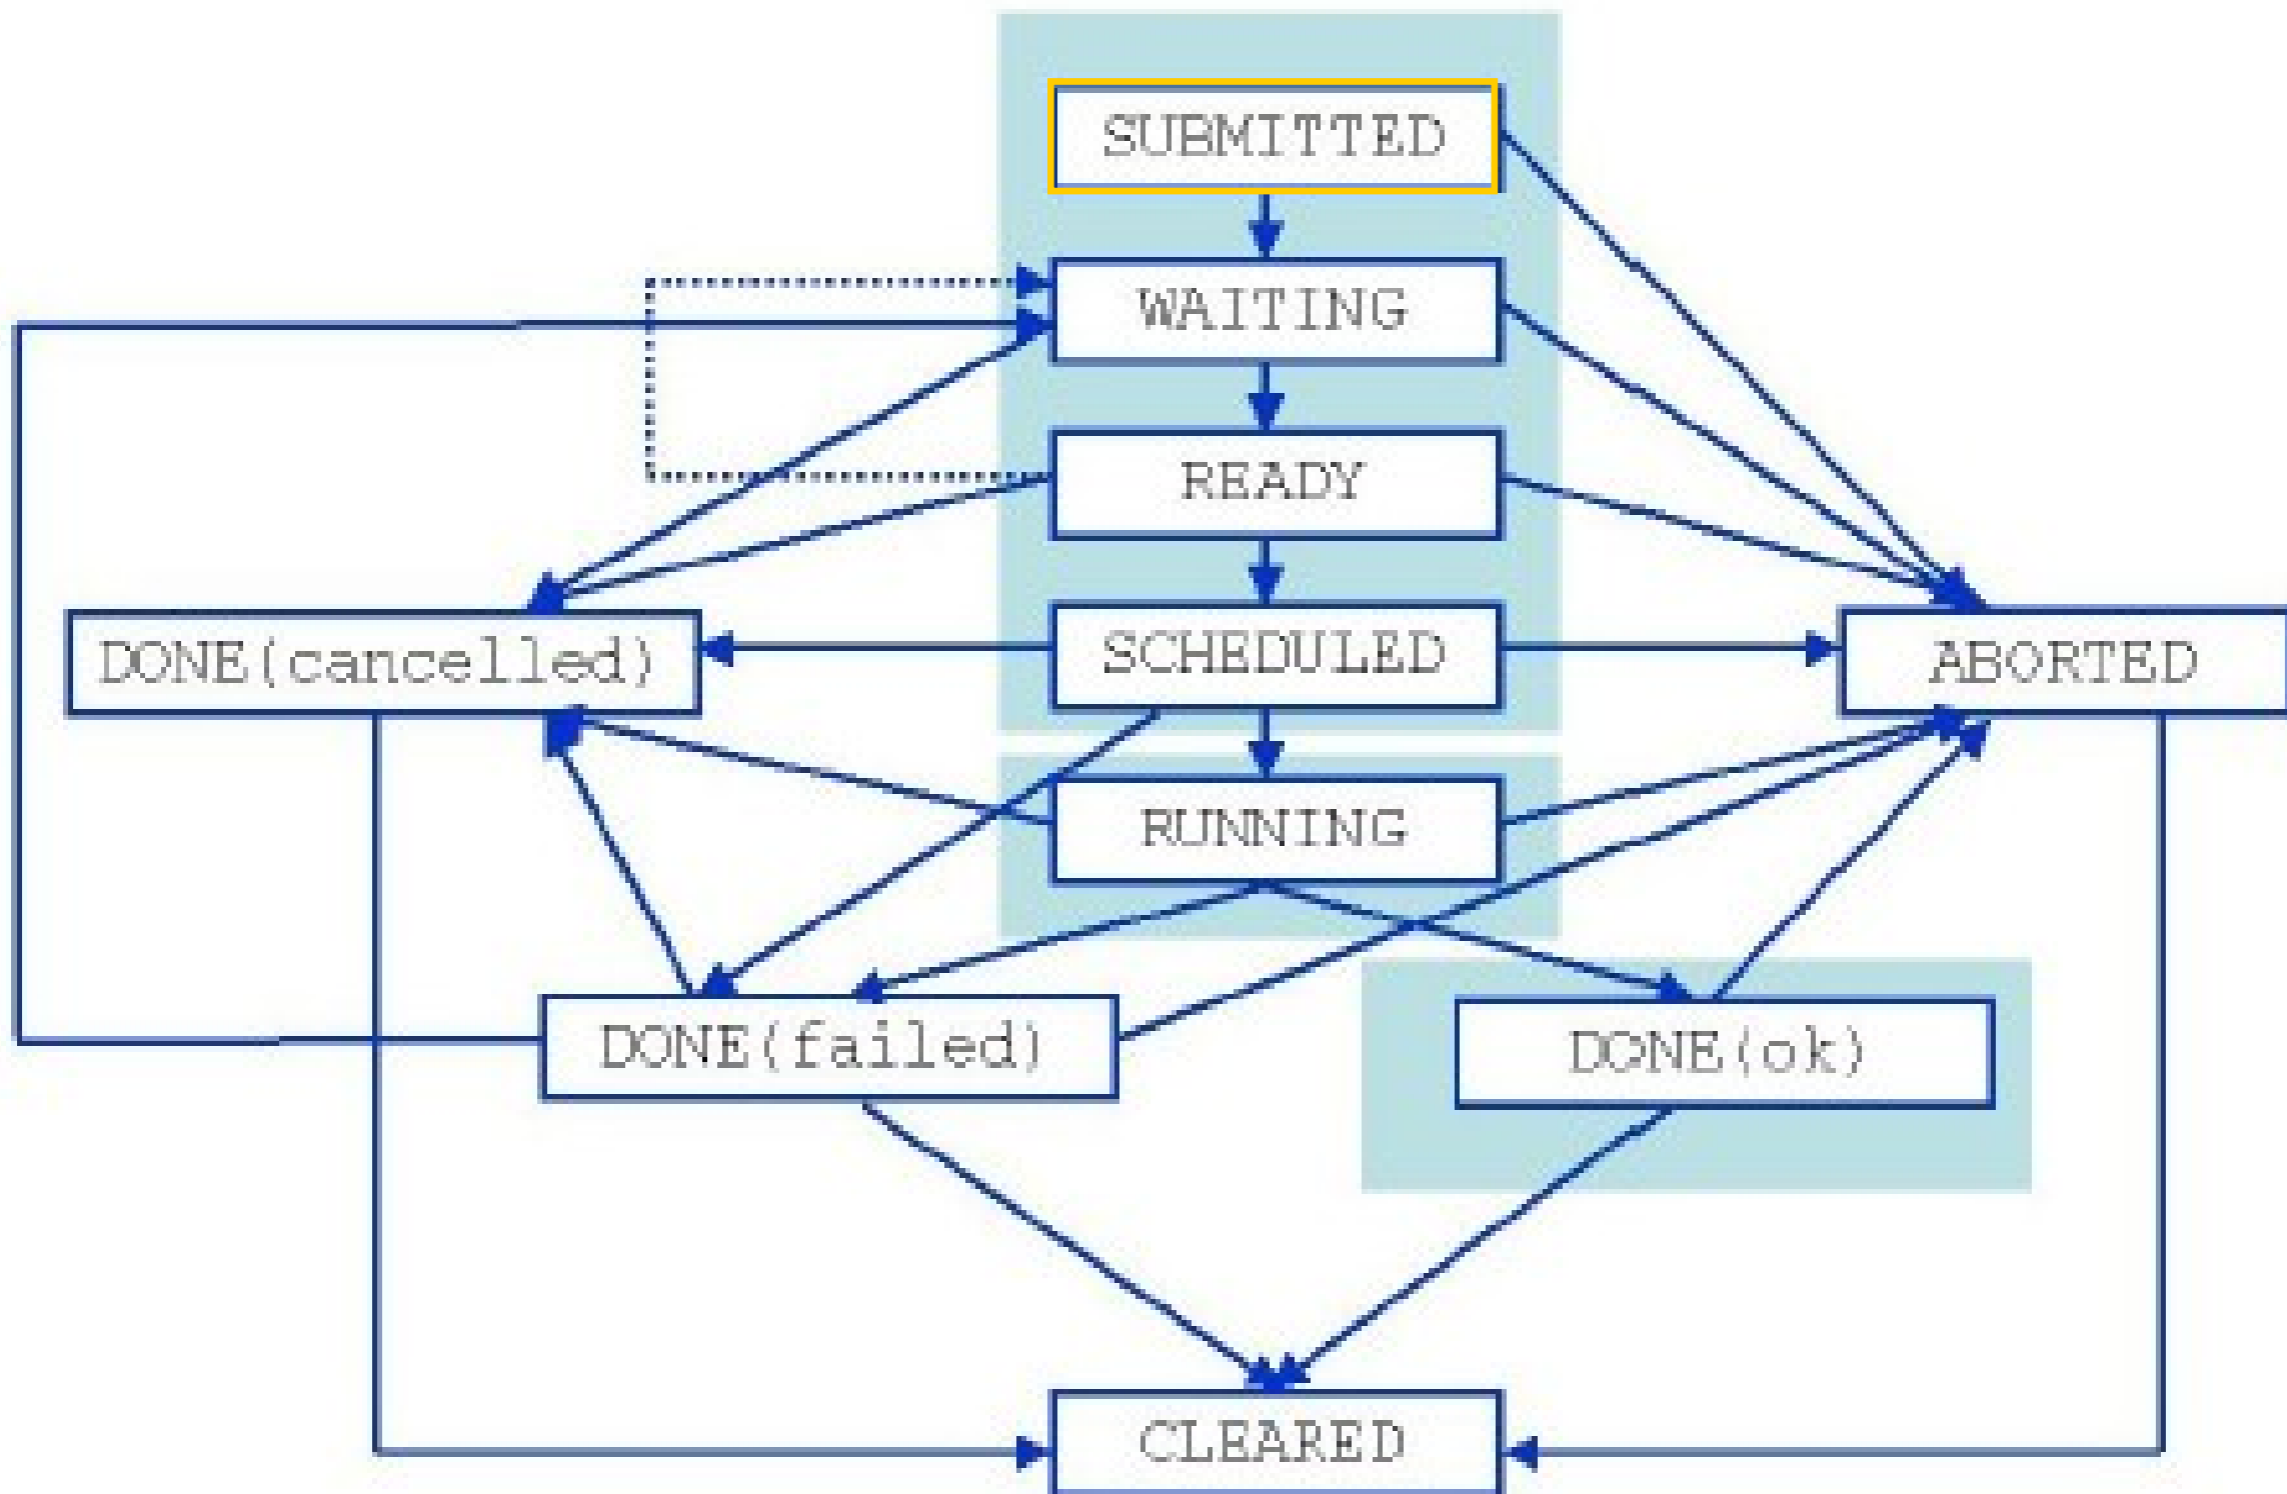 SUBMITTED
WAITING
READY
DONE(cancelled)
SCHEDULED
ABORTED
RUNNING
DONE(failed)
DONE(ok)
CLEARED